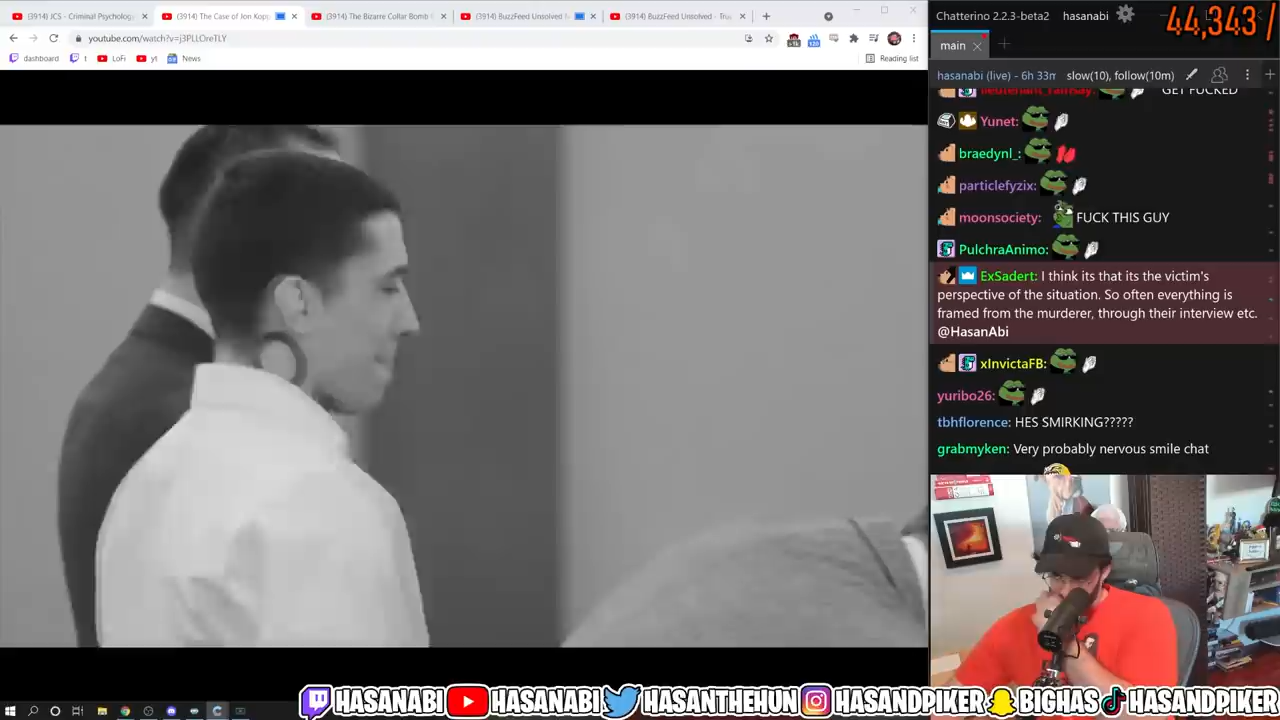 (3914) JCS - Criminal Psychology
(3914) The Case of Jon Kopp
(3914) The Bizarre Collar Bomb
(3914) BuzzFeed Unsolved
(3914) BuzzFeed Unsolved - Tru
youtube.com/watch?v=j3PLLOreTLY
dashboard
t
LoFi
yt
News
Reading list
Chatterino 2.2.3-beta2
hasanabi
44,343 /
main
hasanabi (live) - 6h 33m slow(10), follow(10m)
GET FUCKED
Yunet:
braedynl_:
particlefyzix:
moonsociety: FUCK THIS GUY
PulchraAnimo:
ExSadert: I think its that its the victim's
perspective of the situation. So often everything is
framed from the murderer, through their interview etc.
@HasanAbi
xInvictaFB:
yuribo26:
tbhflorence: HES SMIRKING?????
grabmyken: Very probably nervous smile chat
HASANABI HASANABI HASANTHEHUN HASANDPIKER BIGHAS HASANDPIKER